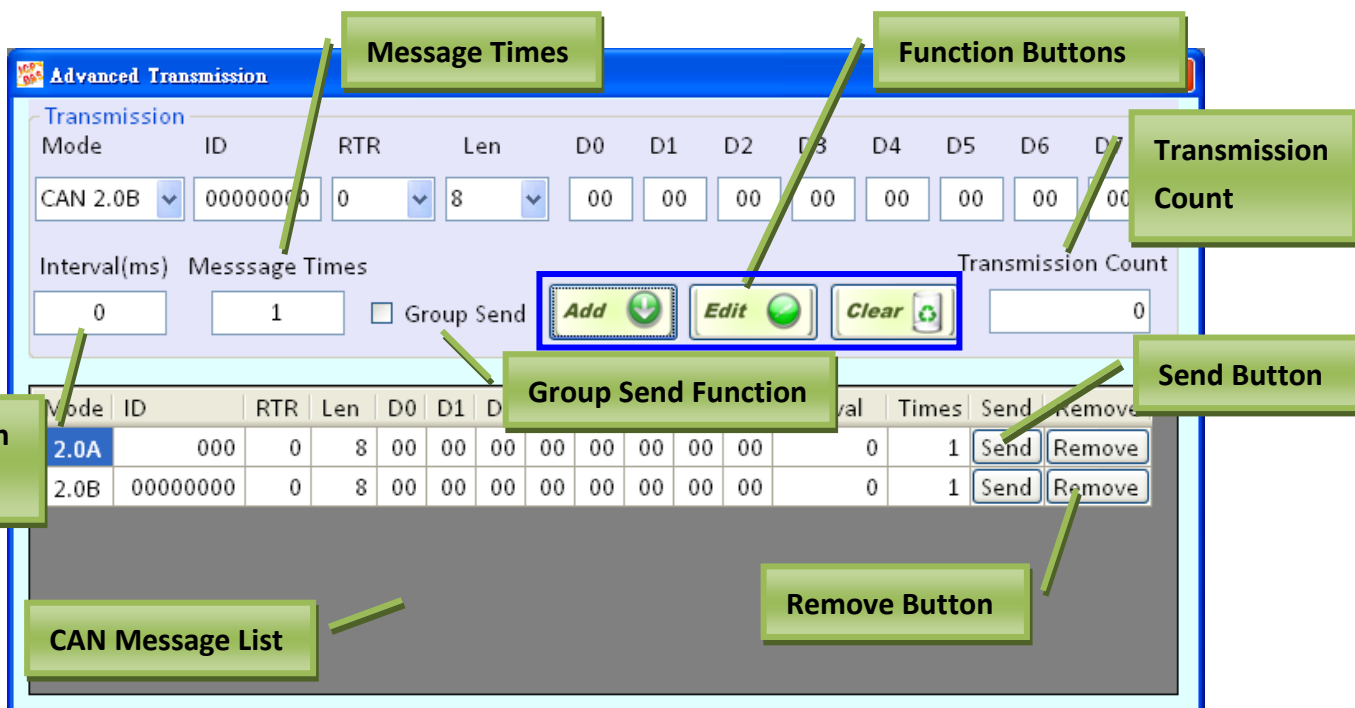 Message Times
Function Buttons
Advanced Transmission
Transmission
Mode ID RTR Len D0 D1 D2 D3 D4 D5 D6 D7
Transmission
Count
CAN 2.0B 00000000 0 8 00 00 00 00 00 00 00 00
Interval(ms) Messsage Times Transmission Count
0 1 Group Send Add Edit Clear 0
Group Send Function
Send Button
Mode ID RTR Len D0 D1 Times Send Remove
2.0A 000 0 8 00 00 00 00 00 00 00 00 0 1 Send Remove
2.0B 00000000 0 8 00 00 00 00 00 00 00 00 0 1 Send Remove
Remove Button
CAN Message List